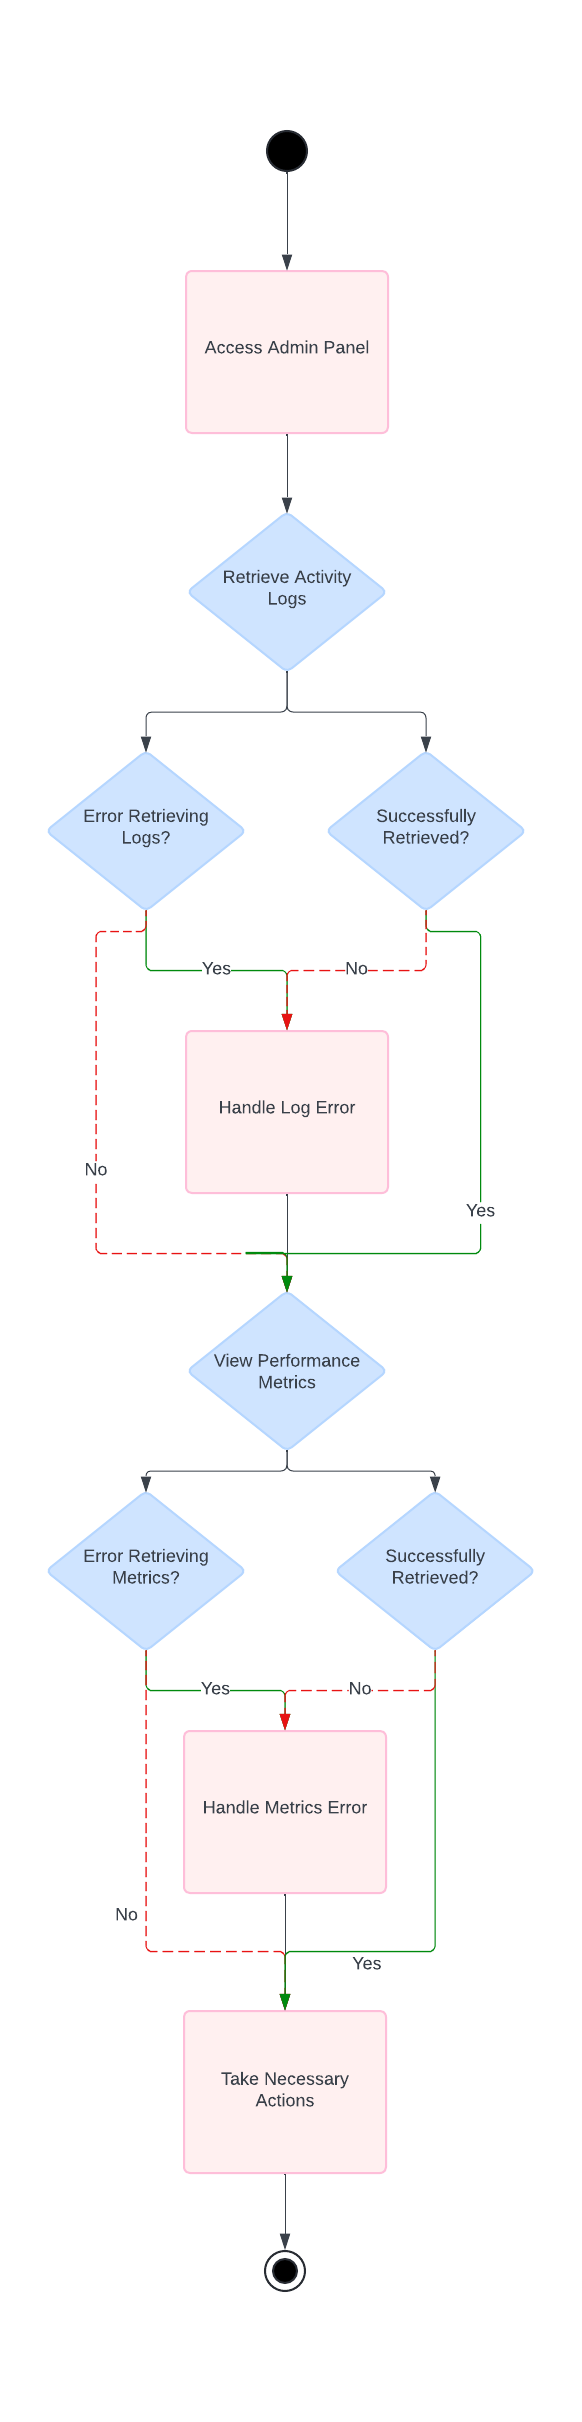 Access Admin Panel
Retrieve Activity
Logs
Error Retrieving
Logs?
Successfully
Retrieved?
Yes
No
Handle Log Error
No
Yes
View Performance
Metrics
Error Retrieving
Metrics?
Successfully
Retrieved?
Yes
No
Handle Metrics Error
No
Yes
Take Necessary
Actions